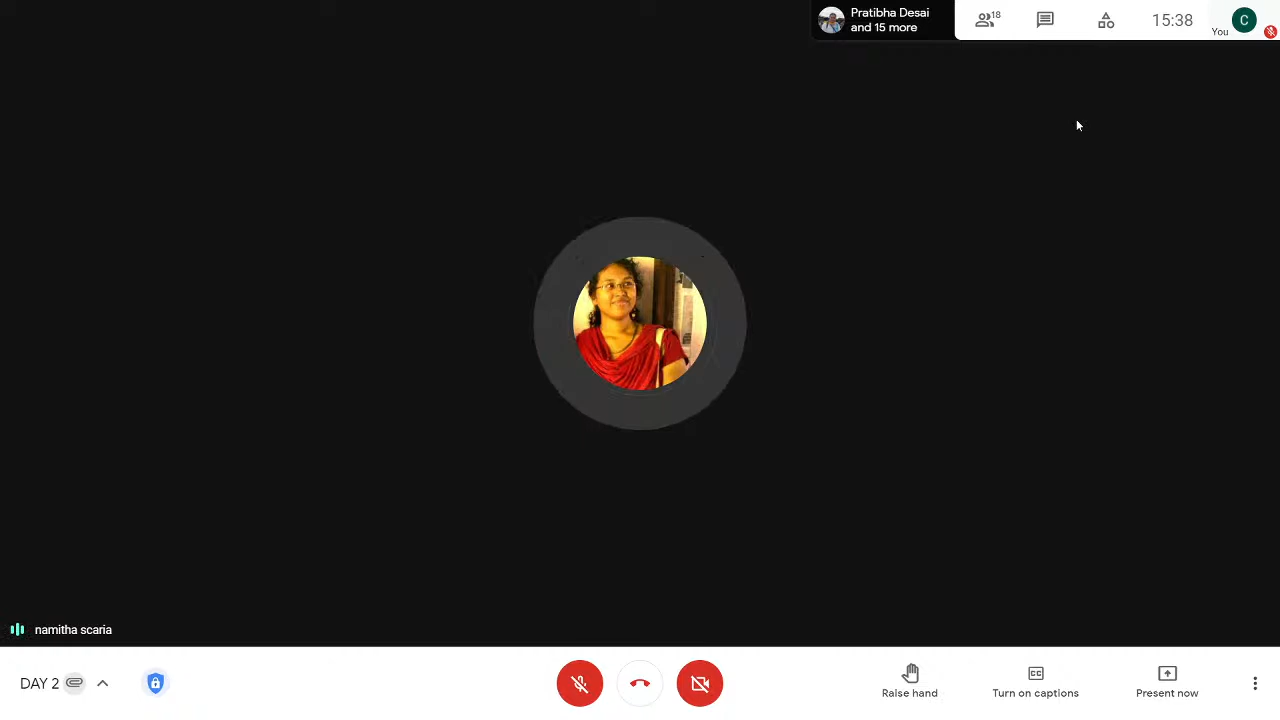 Pratibha Desai
and 15 more
18
15:38
You
C
namitha scaria
DAY 2
Raise hand
CC
Turn on captions
Present now